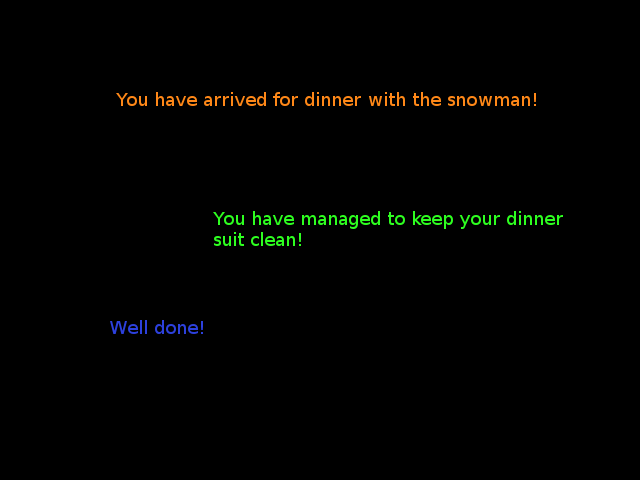 You have arrived for dinner with the snowman!
You have managed to keep your dinner
suit clean!
Well done!